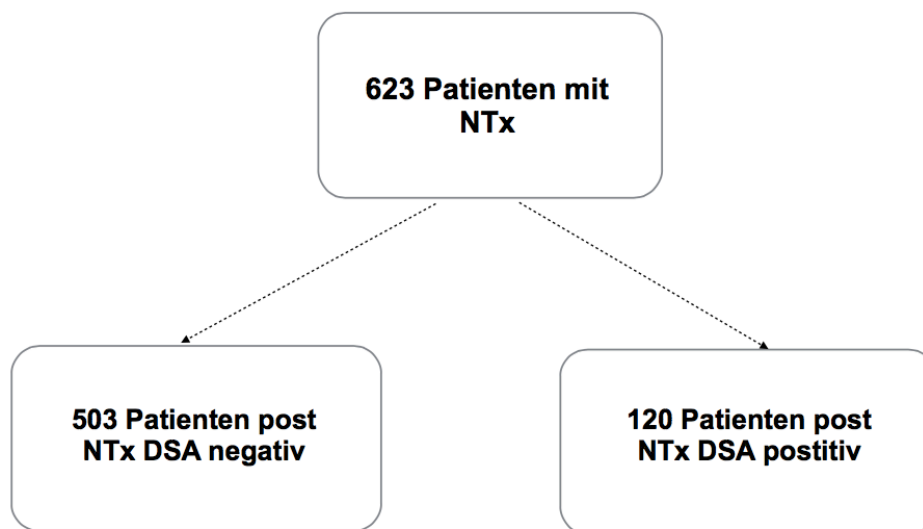 623 Patienten mit
NTx
503 Patienten post
NTx DSA negativ
120 Patienten post
NTx DSA postitiv